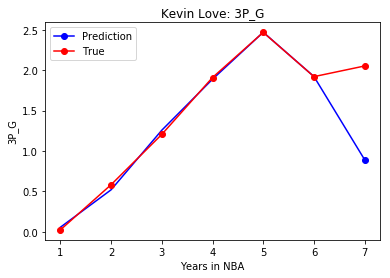 Kevin Love: 3P_G
Prediction
True
3P_G
2.5
2.0
1.5
1.0
0.5
0.0
1 2 3 4 5 6 7
Years in NBA